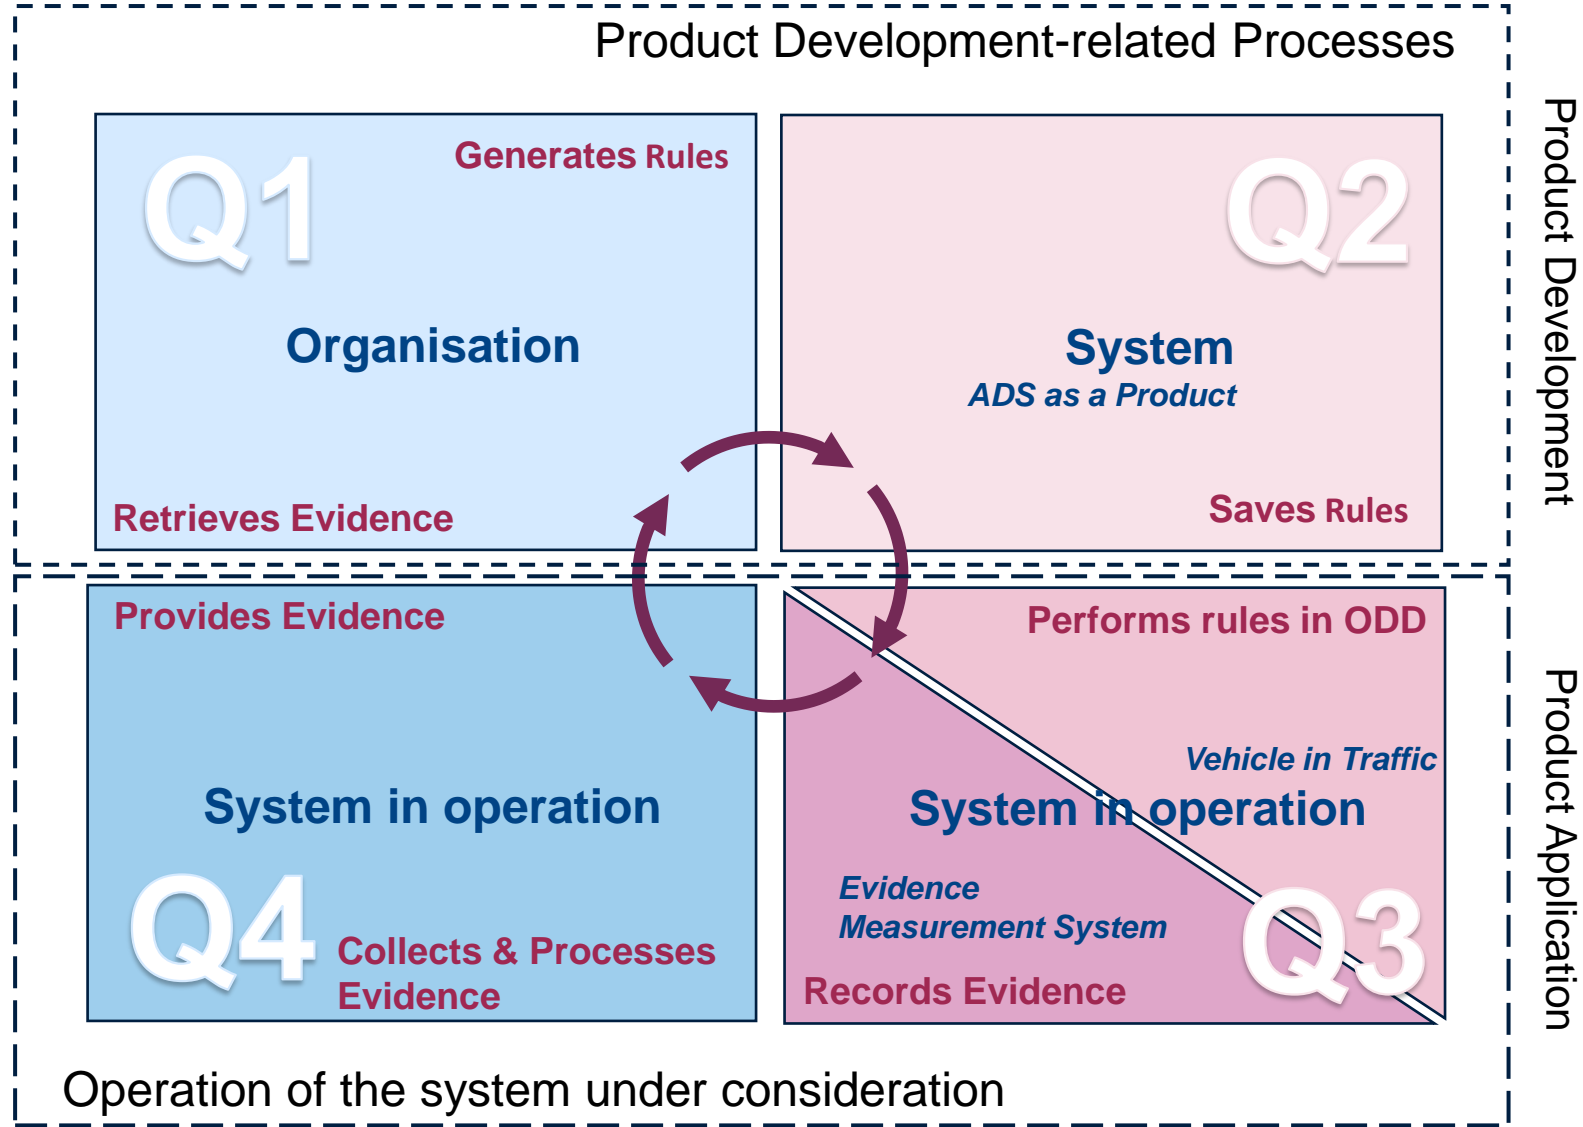 Product Development-related Processes
Q1
Generates Rules
Organisation
Retrieves Evidence
Q2
System
ADS as a Product
Saves Rules
Product Development
Provides Evidence
System in operation
Q4
Collects & Processes
Evidence
Performs rules in ODD
Vehicle in Traffic
System in operation
Evidence
Measurement System
Records Evidence
Q3
Product Application
Operation of the system under consideration